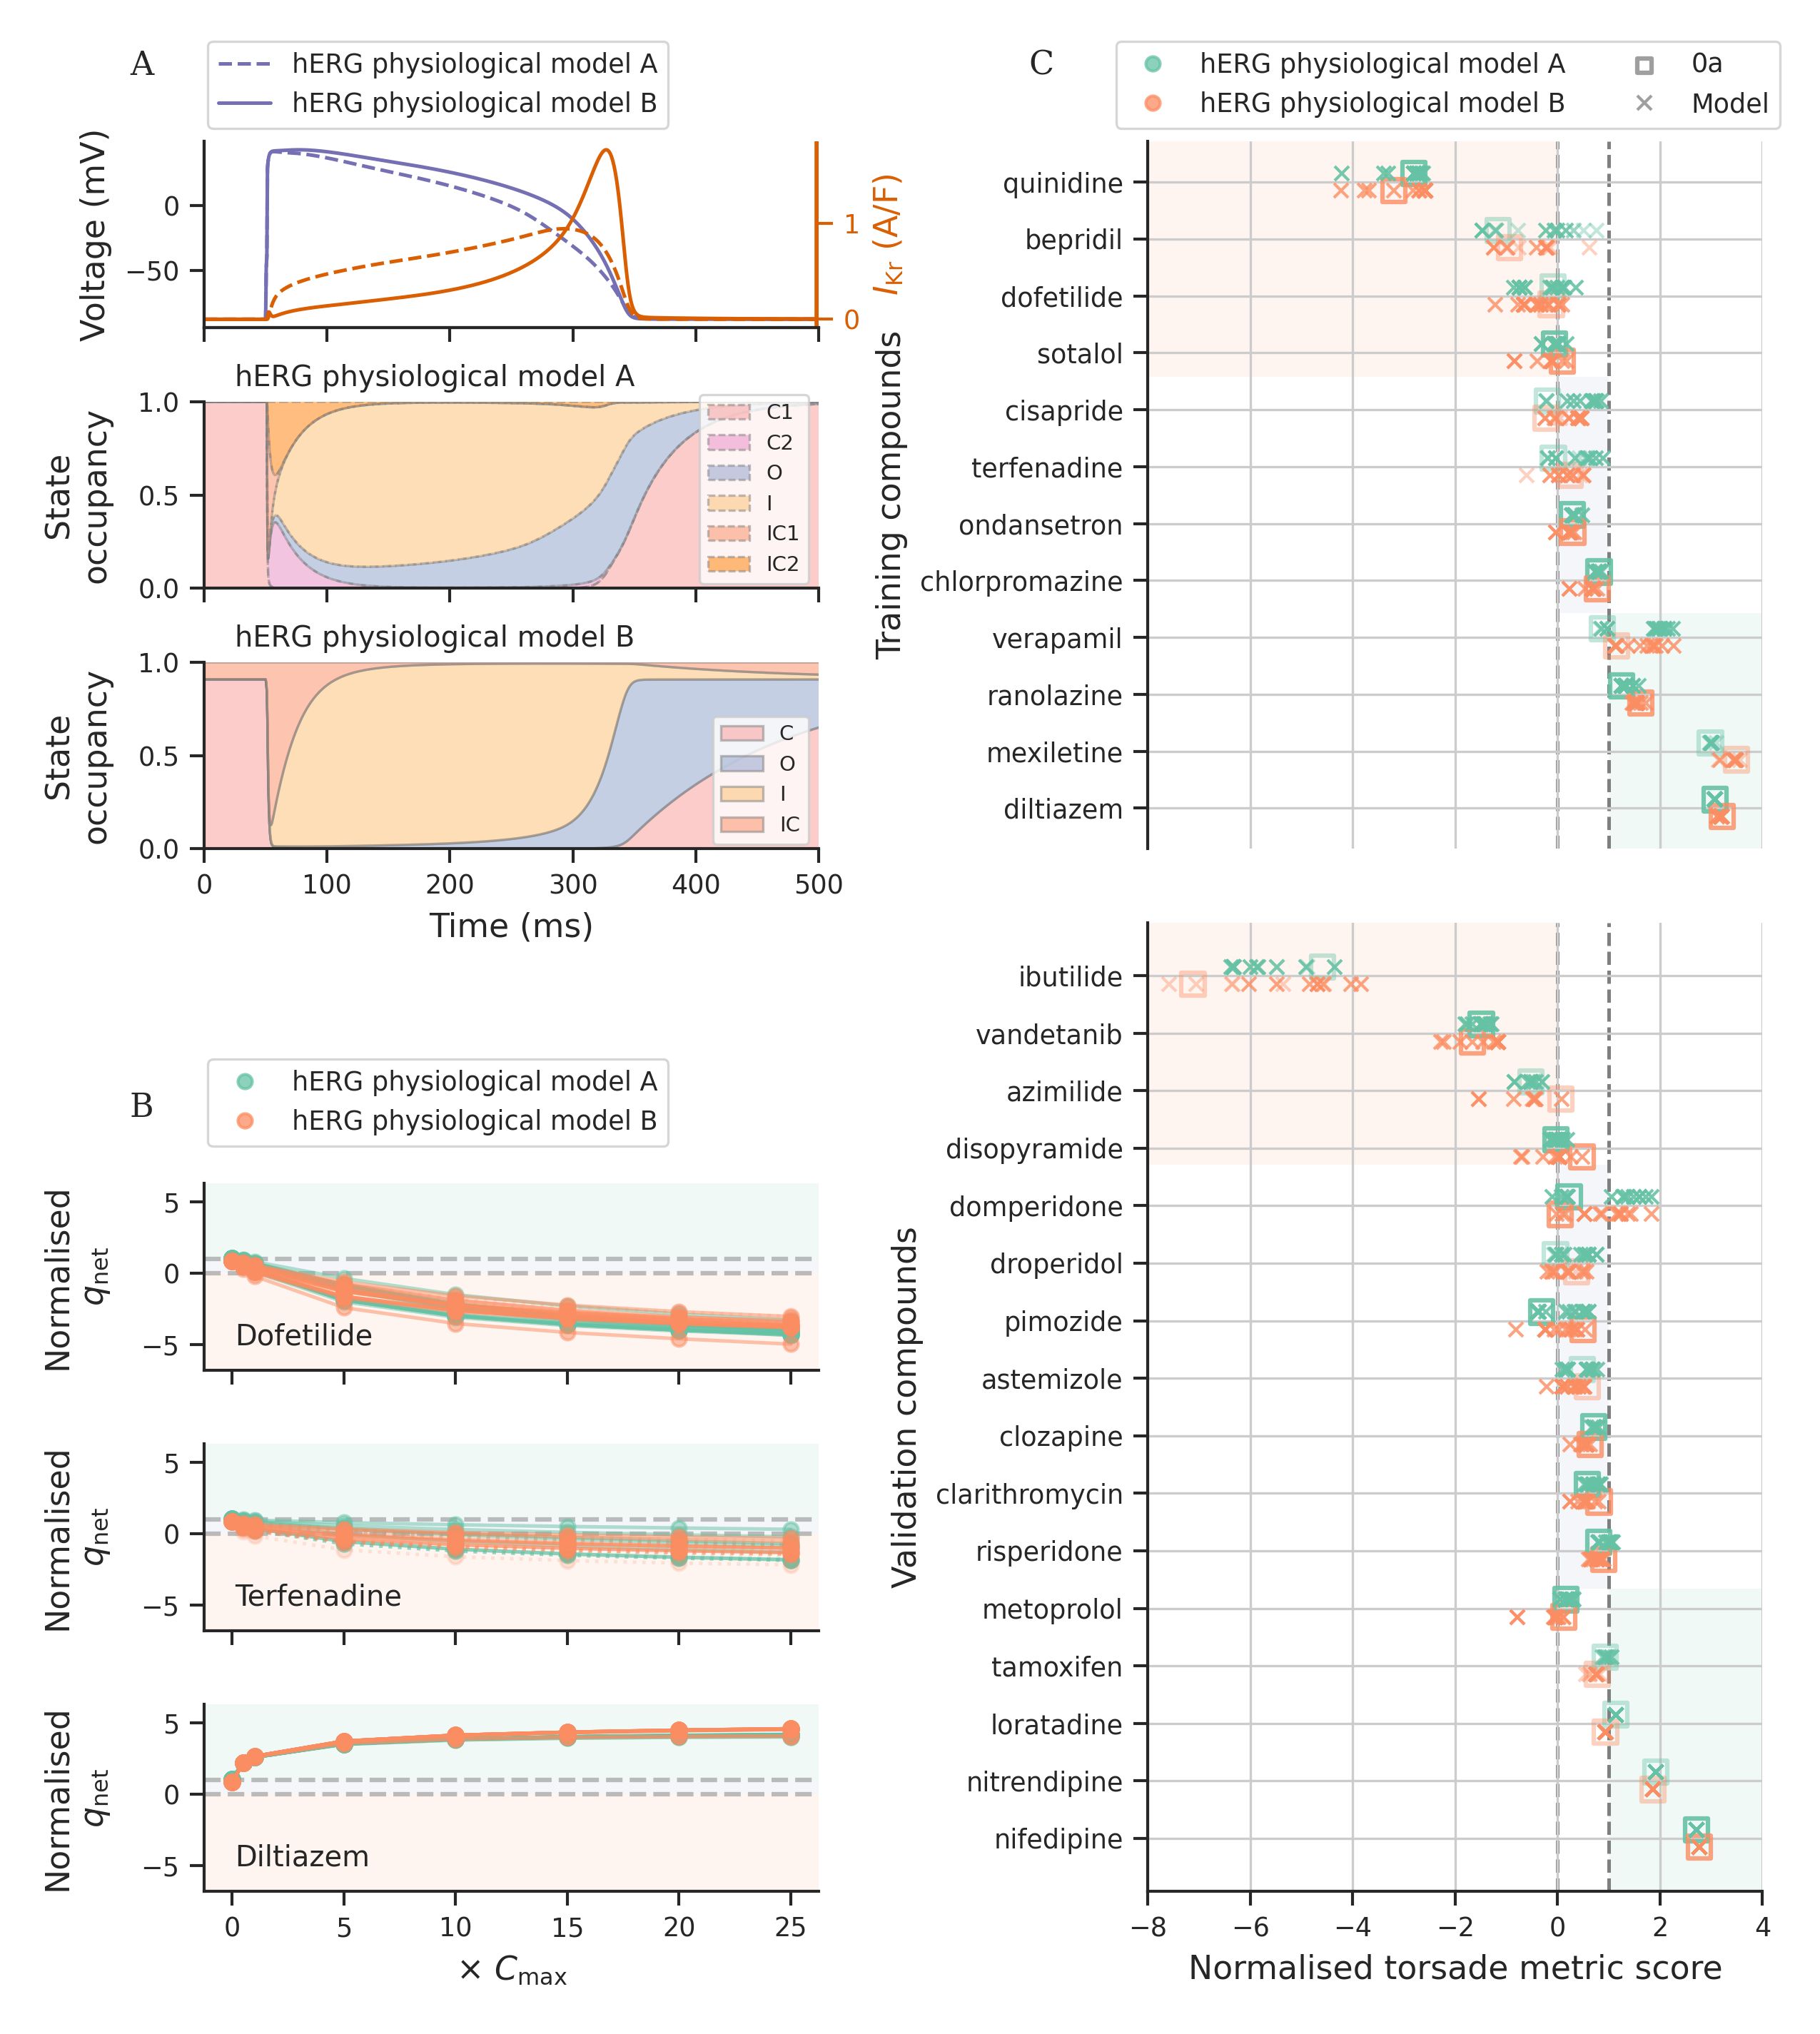 A
hERG physiological model A
hERG physiological model B
Voltage (mV)
0
−50
1
0
IKr (A/F)
hERG physiological model A
State
occupancy
1.0
0.5
0.0
C1
C2
O
I
IC1
IC2
hERG physiological model B
State
occupancy
1.0
0.5
0.0
C
O
I
IC
0 100 200 300 400 500
Time (ms)
B
hERG physiological model A
hERG physiological model B
Normalised
qnet
5
0
−5
Dofetilide
Normalised
qnet
5
0
−5
Terfenadine
Normalised
qnet
5
0
−5
Diltiazem
0 5 10 15 20 25
× Cmax
C
hERG physiological model A
hERG physiological model B
0a
Model
Training compounds
quinidine
bepridil
dofetilide
sotalol
cisapride
terfenadine
ondansetron
chlorpromazine
verapamil
ranolazine
mexiletine
diltiazem
Validation compounds
ibutilide
vandetanib
azimilide
disopyramide
domperidone
droperidol
pimozide
astemizole
clozapine
clarithromycin
risperidone
metoprolol
tamoxifen
loratadine
nitrendipine
nifedipine
−8 −6 −4 −2 0 2 4
Normalised torsade metric score